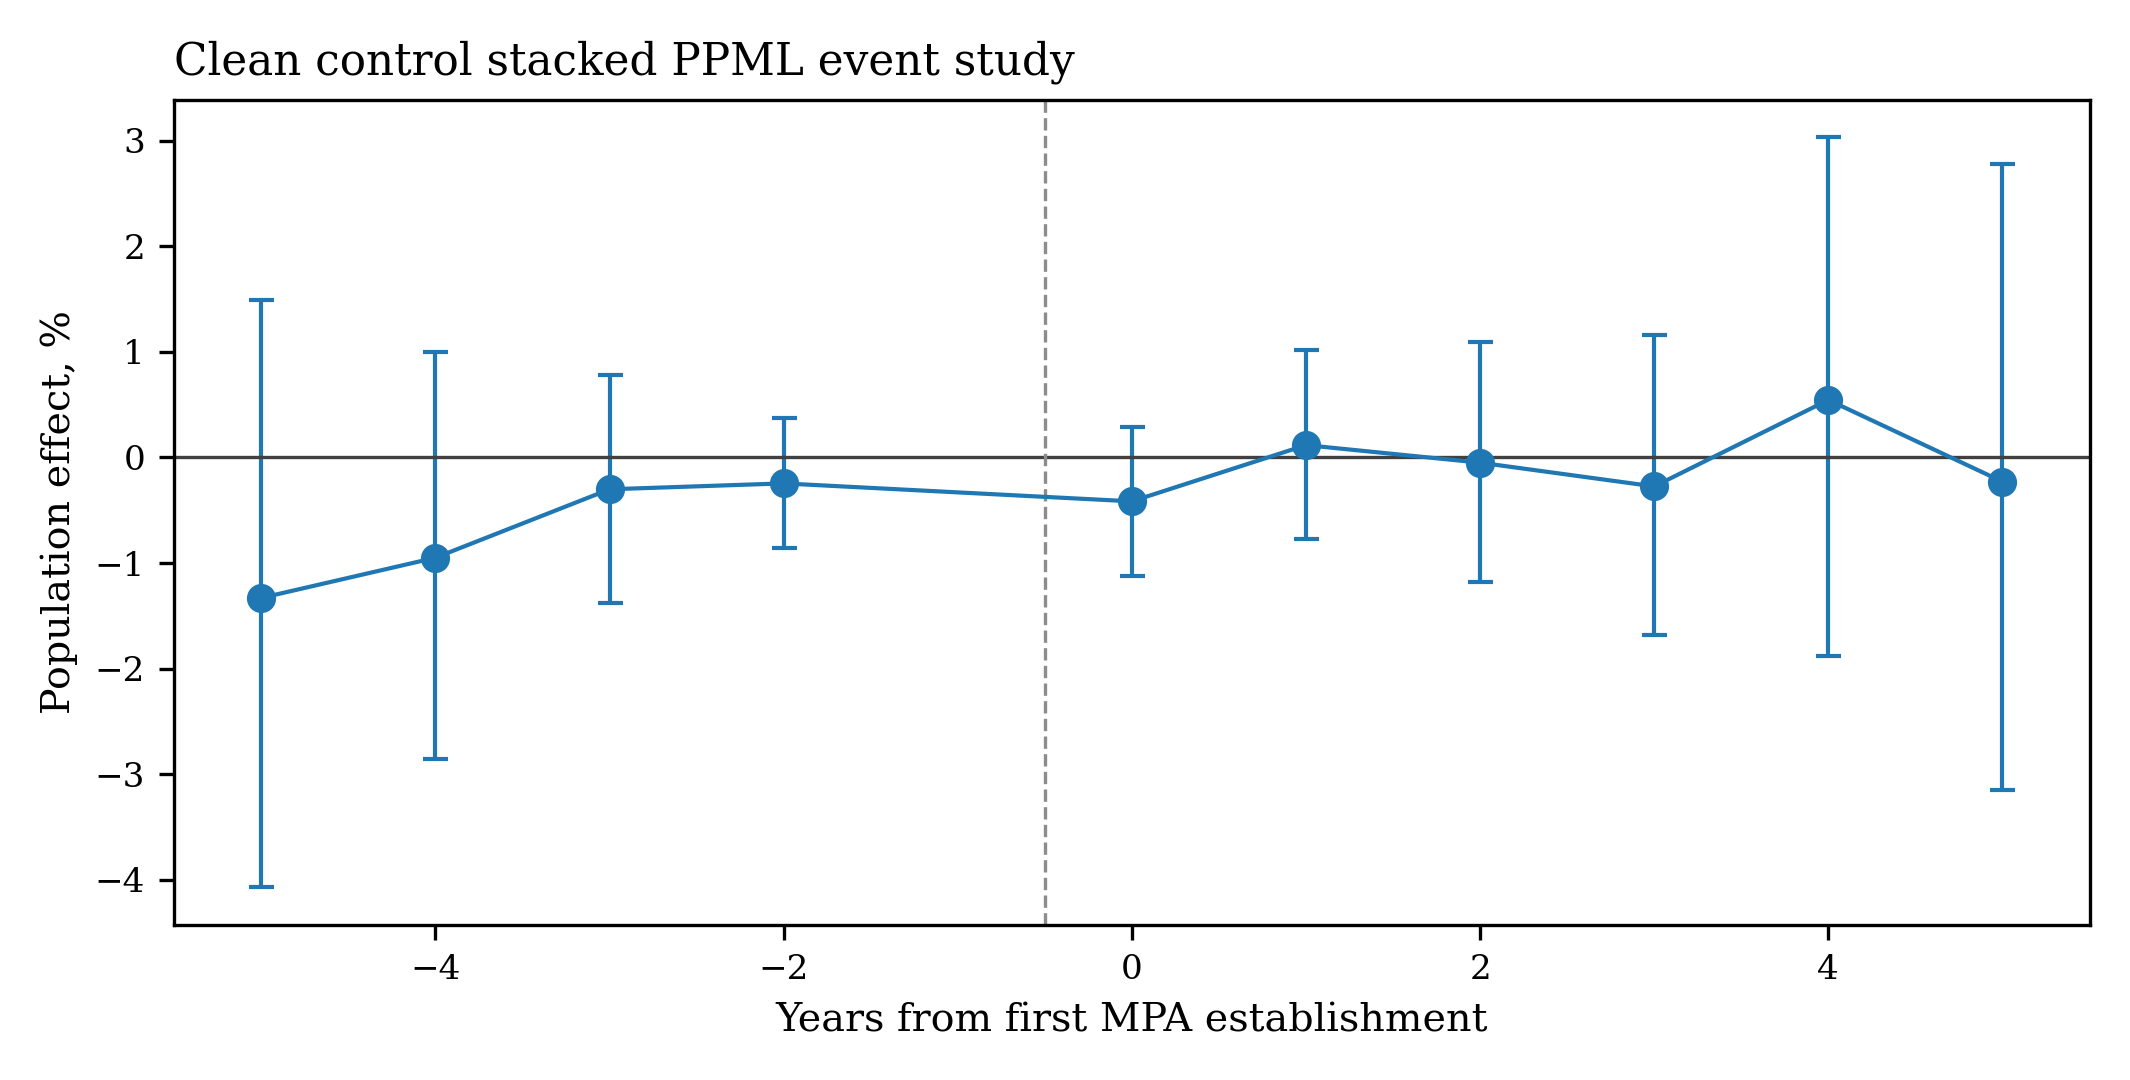 Clean control stacked PPML event study
Population effect, %
3
2
1
0
−1
−2
−3
−4
−4 −2 0 2 4
Years from first MPA establishment